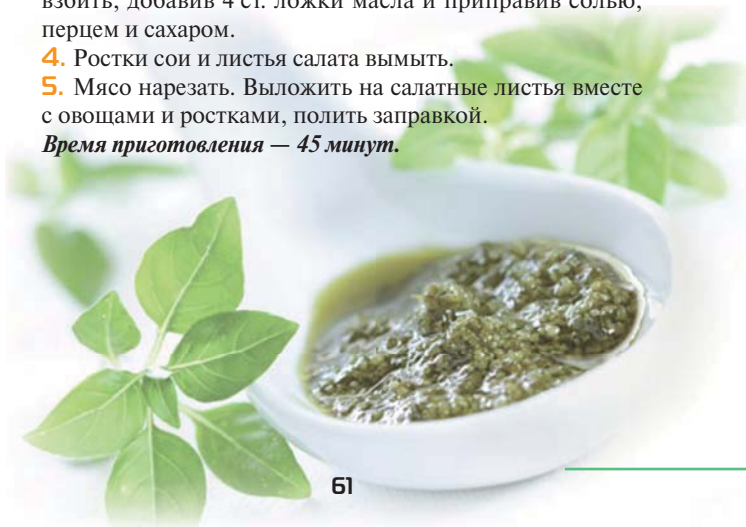 взбить, добавив 4 ст. ложки масла и приправив солью,
перцем и сахаром.
4. Ростки сои и листья салата вымыть.
5. Мясо нарезать. Выложить на салатные листья вместе
с овощами и ростками, полить заправкой.
Время приготовления — 45 минут.
61